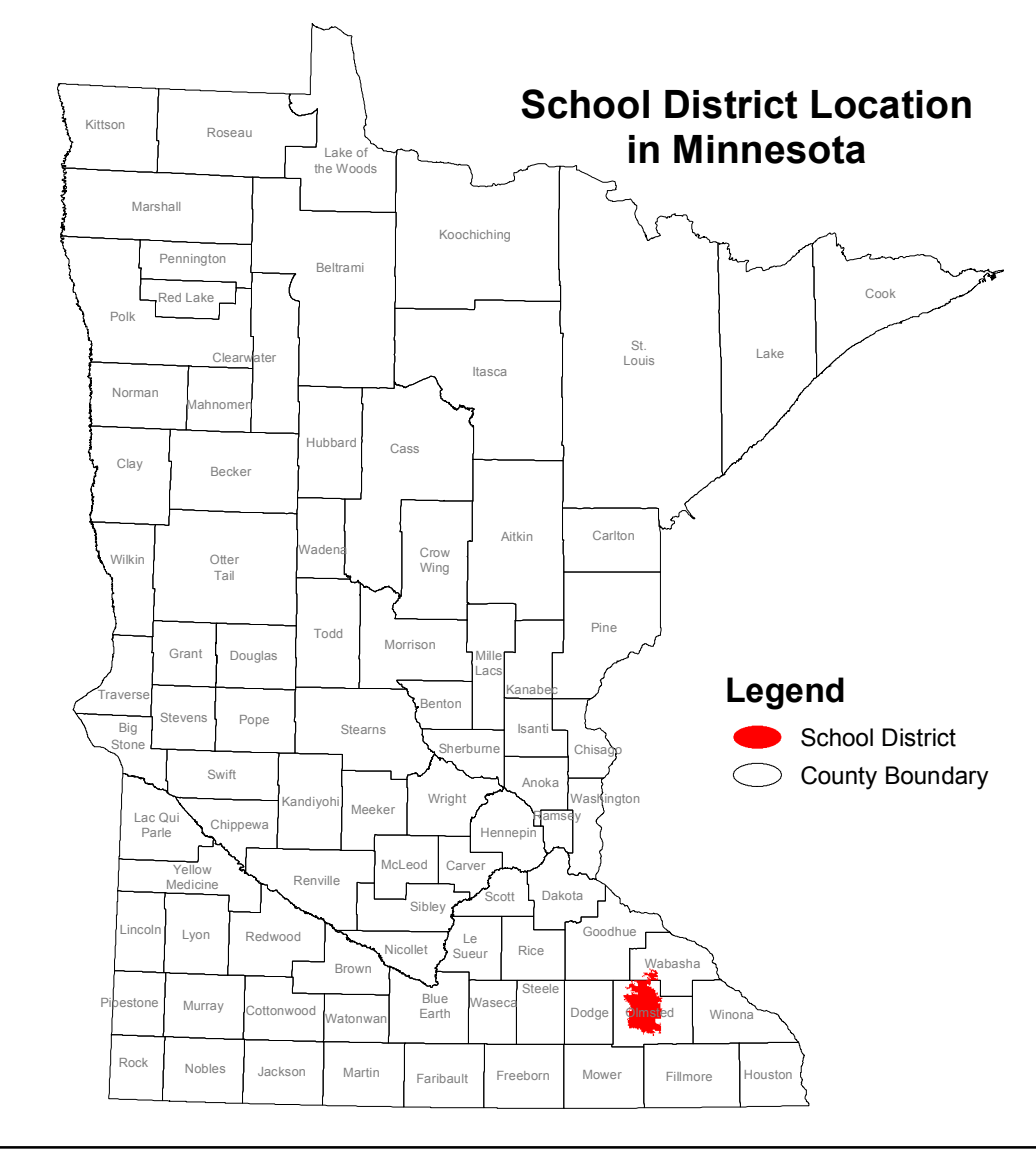 School District Location
in Minnesota
Kittson
Roseau
Lake of
the Woods
Marshall
Koochiching
Pennington
Beltrami
Red Lake
Cook
Polk
St.
Louis
Lake
Clearwater
Itasca
Norman
Mahnomen
Hubbard
Cass
Clay
Becker
Aitkin
Carlton
Wadena
Crow
Wing
Wilkin
Otter
Tail
Pine
Todd
Morrison
Grant
Douglas
Mille
Lacs
Kanabec
Traverse
Benton
Legend
Stevens
Pope
Stearns
Isanti
Big
Stone
School District
Sherburne
Chisago
Swift
County Boundary
Anoka
Kandiyohi
Meeker
Wright
Washington
Ramsey
Lac Qui
Parle
Chippewa
Hennepin
McLeod
Carver
Yellow
Medicine
Renville
Scott
Dakota
Sibley
Lincoln
Lyon
Redwood
Goodhue
Nicollet
Le
Sueur
Rice
Brown
Wabasha
Steele
Pipestone
Murray
Cottonwood
Watonwan
Blue
Earth
Waseca
Dodge
Olmsted
Winona
Rock
Nobles
Jackson
Martin
Faribault
Freeborn
Mower
Fillmore
Houston